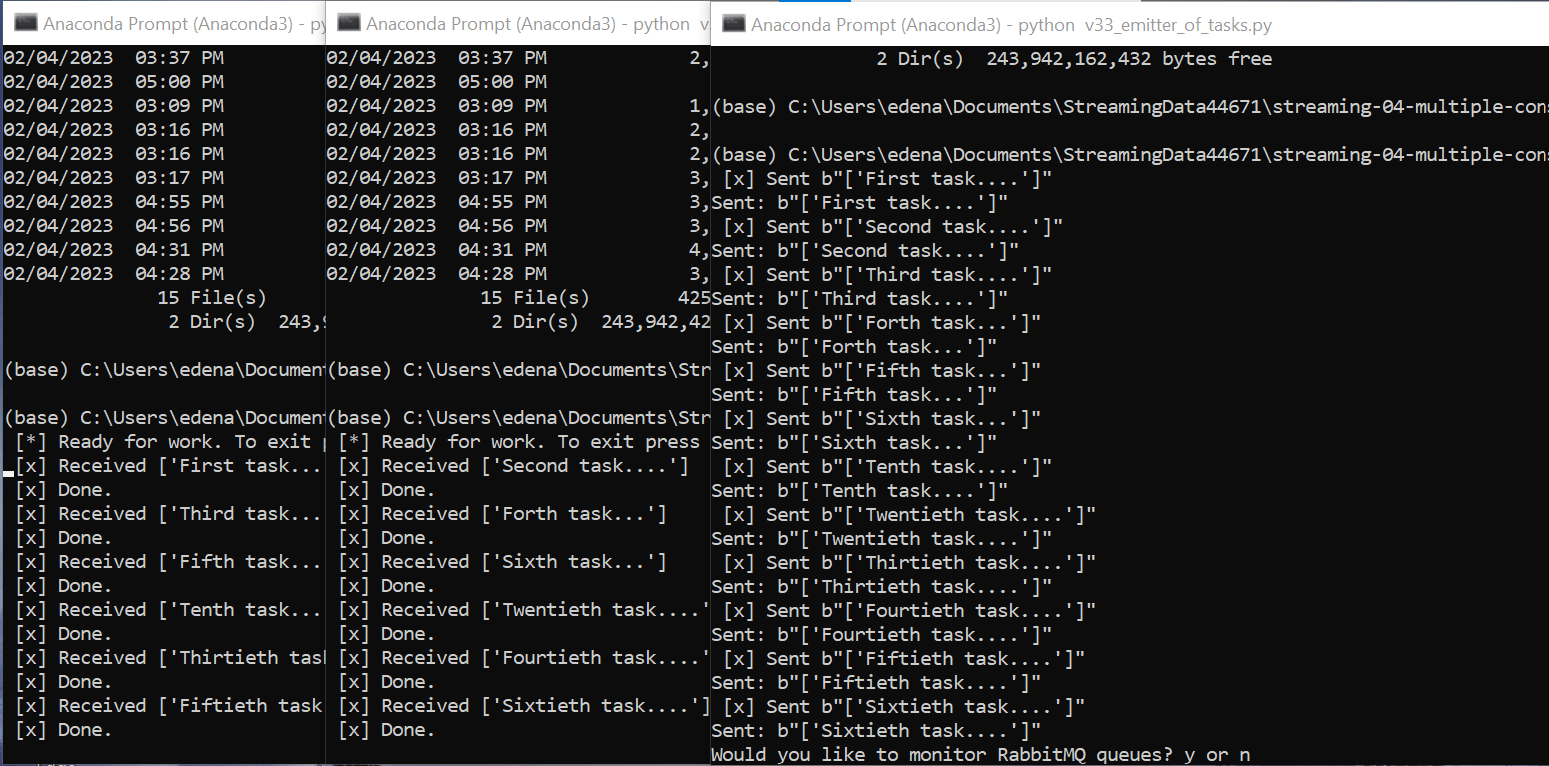 Anaconda Prompt (Anaconda3) - py
02/04/2023 03:37 PM
02/04/2023 05:00 PM
02/04/2023 03:09 PM
02/04/2023 03:16 PM
02/04/2023 03:16 PM
02/04/2023 03:17 PM
02/04/2023 04:55 PM
02/04/2023 04:56 PM
02/04/2023 04:31 PM
02/04/2023 04:28 PM
15 File(s)
2 Dir(s) 243,9
(base) C:\Users\edena\Documen
(base) C:\Users\edena\Documen
[*] Ready for work. To exit p
[x] Received ['First task...
[x] Done.
[x] Received ['Third task...
[x] Done.
[x] Received ['Fifth task...
[x] Done.
[x] Received ['Tenth task...
[x] Done.
[x] Received ['Thirtieth tas
[x] Done.
[x] Received ['Fiftieth task
[x] Done.
Anaconda Prompt (Anaconda3) - python v
02/04/2023 03:37 PM 2,
02/04/2023 05:00 PM
02/04/2023 03:09 PM 1,
02/04/2023 03:16 PM 2,
02/04/2023 03:16 PM 2,
02/04/2023 03:17 PM 3,
02/04/2023 04:55 PM 3,
02/04/2023 04:56 PM 3,
02/04/2023 04:31 PM 4,
02/04/2023 04:28 PM 3,
15 File(s) 425
2 Dir(s) 243,942,42
(base) C:\Users\edena\Documents\Str
(base) C:\Users\edena\Documents\Str
[*] Ready for work. To exit press
[x] Received ['Second task....']
[x] Done.
[x] Received ['Forth task...']
[x] Done.
[x] Received ['Sixth task...']
[x] Done.
[x] Received ['Twentieth task....'
[x] Done.
[x] Received ['Fourtieth task....'
[x] Done.
[x] Received ['Sixtieth task....']
[x] Done.
Anaconda Prompt (Anaconda3) - python v33_emitter_of_tasks.py
2 Dir(s) 243,942,162,432 bytes free
(base) C:\Users\edena\Documents\StreamingData44671\streaming-04-multiple-con
(base) C:\Users\edena\Documents\StreamingData44671\streaming-04-multiple-con
[x] Sent b"['First task....']"
Sent: b"['First task....']"
[x] Sent b"['Second task....']"
Sent: b"['Second task....']"
[x] Sent b"['Third task....']"
Sent: b"['Third task....']"
[x] Sent b"['Forth task...']"
Sent: b"['Forth task...']"
[x] Sent b"['Fifth task...']"
Sent: b"['Fifth task...']"
[x] Sent b"['Sixth task...']"
Sent: b"['Sixth task...']"
[x] Sent b"['Tenth task....']"
Sent: b"['Tenth task....']"
[x] Sent b"['Twentieth task....']"
Sent: b"['Twentieth task....']"
[x] Sent b"['Thirtieth task....']"
Sent: b"['Thirtieth task....']"
[x] Sent b"['Fourtieth task....']"
Sent: b"['Fourtieth task....']"
[x] Sent b"['Fiftieth task....']"
Sent: b"['Fiftieth task....']"
[x] Sent b"['Sixtieth task....']"
Sent: b"['Sixtieth task....']"
Would you like to monitor RabbitMQ queues? y or n